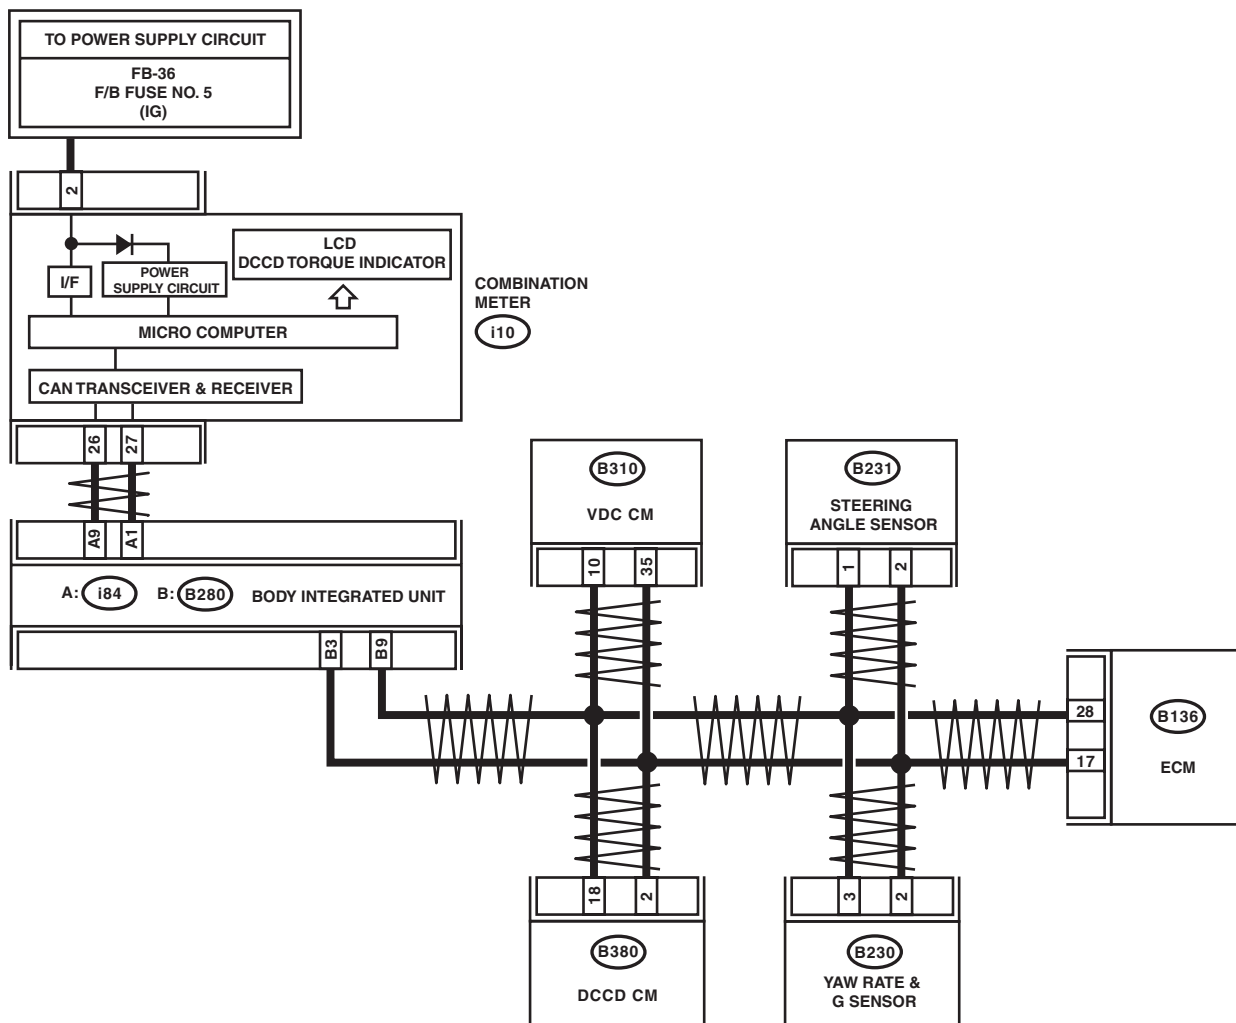 TO POWER SUPPLY CIRCUIT
FB-36
F/B FUSE NO. 5
(IG)
2
LCD
DCCD TORQUE INDICATOR
I/F
POWER
SUPPLY CIRCUIT
MICRO COMPUTER
COMBINATION
METER
i10
CAN TRANSCEIVER & RECEIVER
26 27
A9 A1
A: i84 B: B280 BODY INTEGRATED UNIT
B3 B9
B310
VDC CM
10 35
B231
STEERING
ANGLE SENSOR
1 2
28
17
B136
ECM
18 2
B380
DCCD CM
3 2
B230
YAW RATE &
G SENSOR